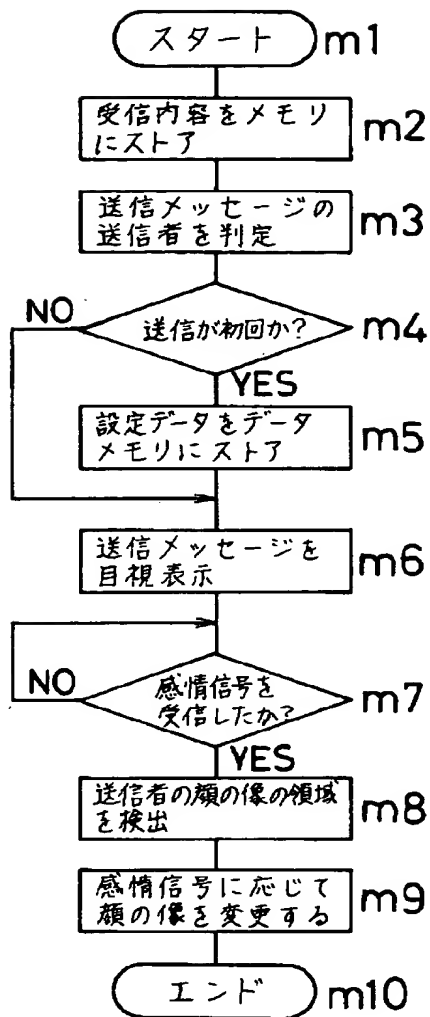 スタート m1
受信内容をメモリ
にストア m2
送信メッセージの
送信者を判定 m3
NO 送信が初回か? m4
YES
設定データをデータ
メモリにストア m5
送信メッセージを
目視表示 m6
NO 感情信号を
受信したか? m7
YES
送信者の顔の像の領域
を検出 m8
感情信号に応じて
顔の像を変更する m9
エンド m10